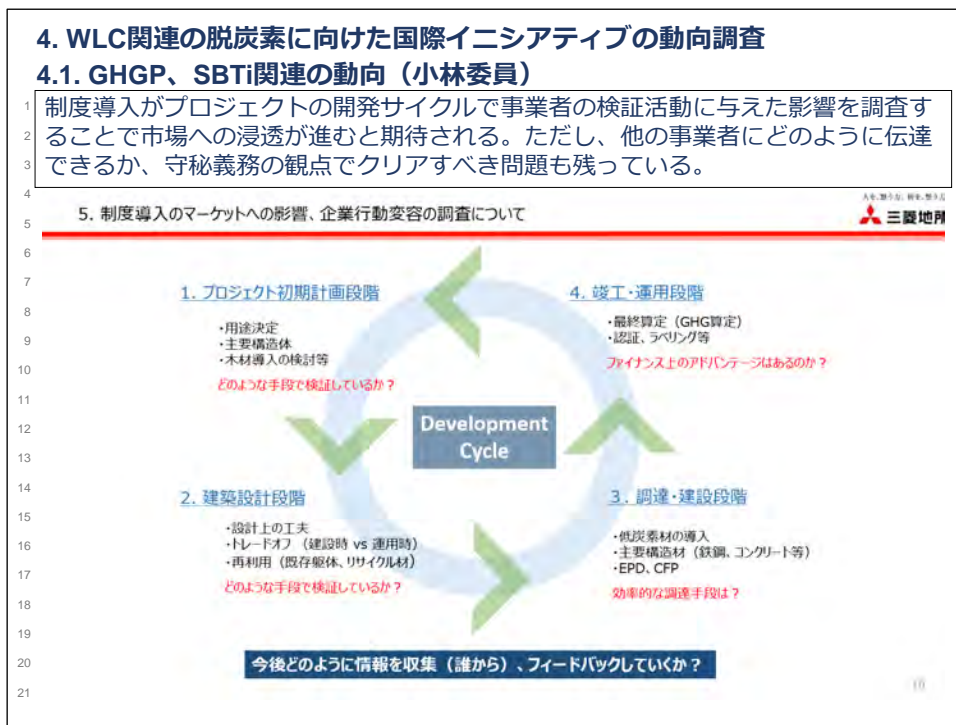 4. WLC関連の脱炭素に向けた国際イニシアティブの動向調査
4.1. GHGP、SBTi関連の動向（小林委員）
1 制度導入がプロジェクトの開発サイクルで事業者の検証活動に与えた影響を調査す
2 ることで市場への浸透が進むと期待される。ただし、他の事業者にどのように伝達
3 できるか、守秘義務の観点でクリアすべき問題も残っている。
4
5 5. 制度導入のマーケットへの影響、企業行動変容の調査について
三菱地所
6
7
8
9
10
11
12
13
14
15
16
17
18
19
20
21
1. プロジェクト初期計画段階
・用途決定
・主要構造体
・木材導入の検討等
どのような手段で検証しているか？
4. 竣工・運用段階
・最終算定（GHG算定）
・認証、ラベリング等
ファイナンス上のアドバンテージはあるのか？
Development
Cycle
2. 建築設計段階
・設計上の工夫
・トレードオフ（建設時 vs 運用時）
・再利用（既存躯体、リサイクル材）
どのような手段で検証しているか？
3. 調達・建設段階
・低炭素材の導入
・主要構造材（鉄鋼、コンクリート等）
・EPD、CFP
効率的な調達手段は？
今後どのように情報を収集（誰から）、フィードバックしていくか？